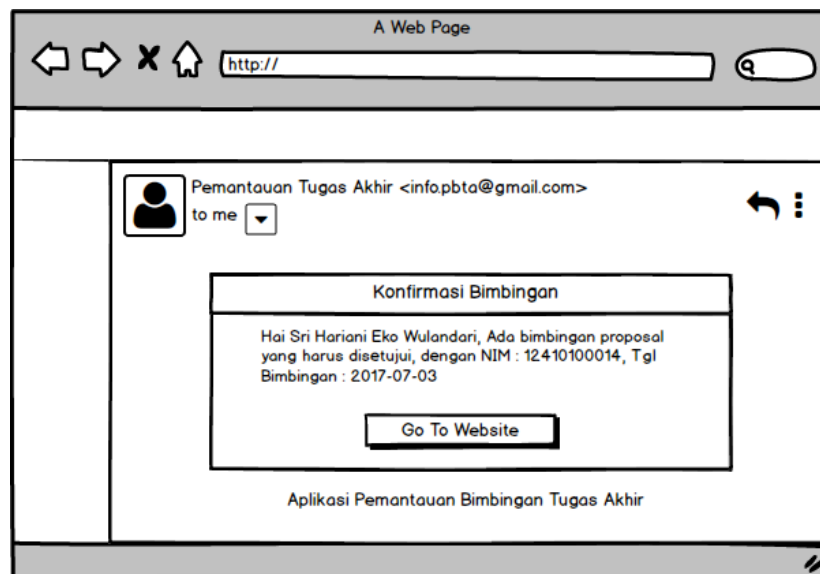 A Web Page
http://
Pemantauan Tugas Akhir <info.pbta@gmail.com>
to me
Konfirmasi Bimbingan
Hai Sri Hariani Eko Wulandari, Ada bimbingan proposal
yang harus disetujui, dengan NIM : 12410100014, Tgl
Bimbingan : 2017-07-03
Go To Website
Aplikasi Pemantauan Bimbingan Tugas Akhir